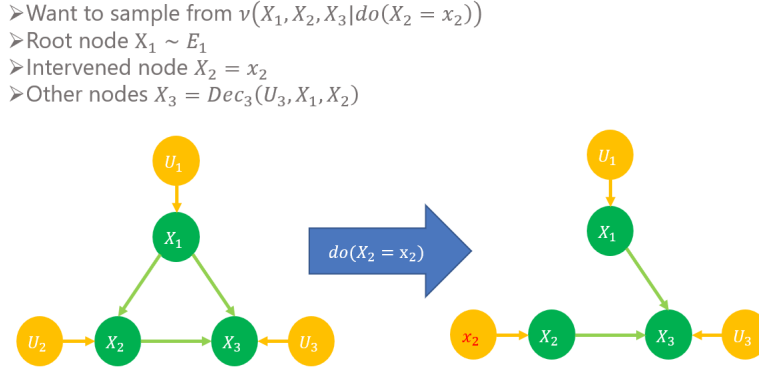 ➢Want to sample from ν(X₁, X₂, X₃|do(X₂ = x₂))
➢Root node X₁ ~ E₁
➢Intervened node X₂ = x₂
➢Other nodes X₃ = Dec₃(U₃, X₁, X₂)
U₁
U₁
X₁
X₁
do(X₂ = x₂)
U₂
X₂
X₃
U₃
x₂
X₂
X₃
U₃